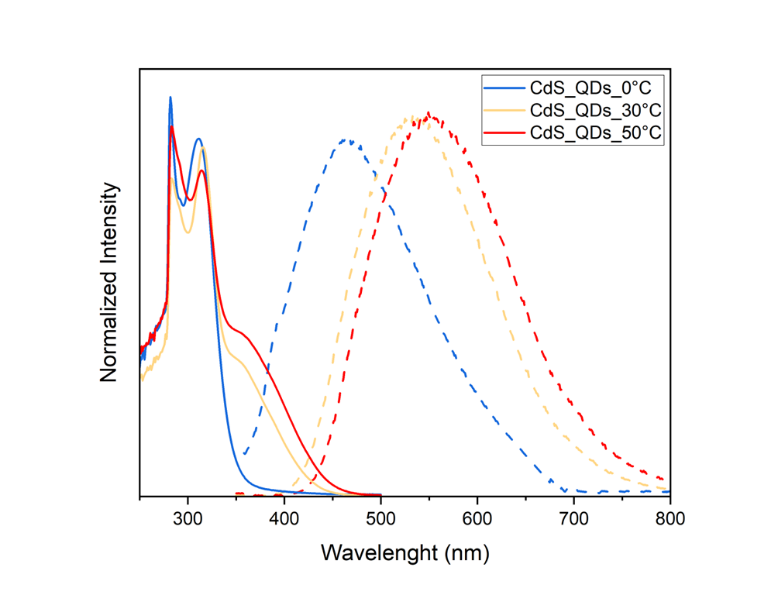 CdS_QDs_0°C
CdS_QDs_30°C
CdS_QDs_50°C
Normalized Intensity
300 400 500 600 700 800
Wavelenght (nm)